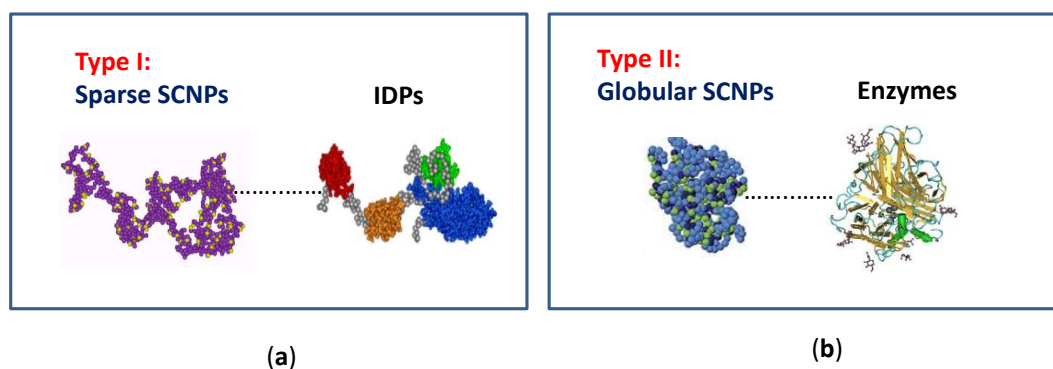 Type I:
Sparse SCNPs
IDPs
Type II:
Globular SCNPs
Enzymes
(a)
(b)